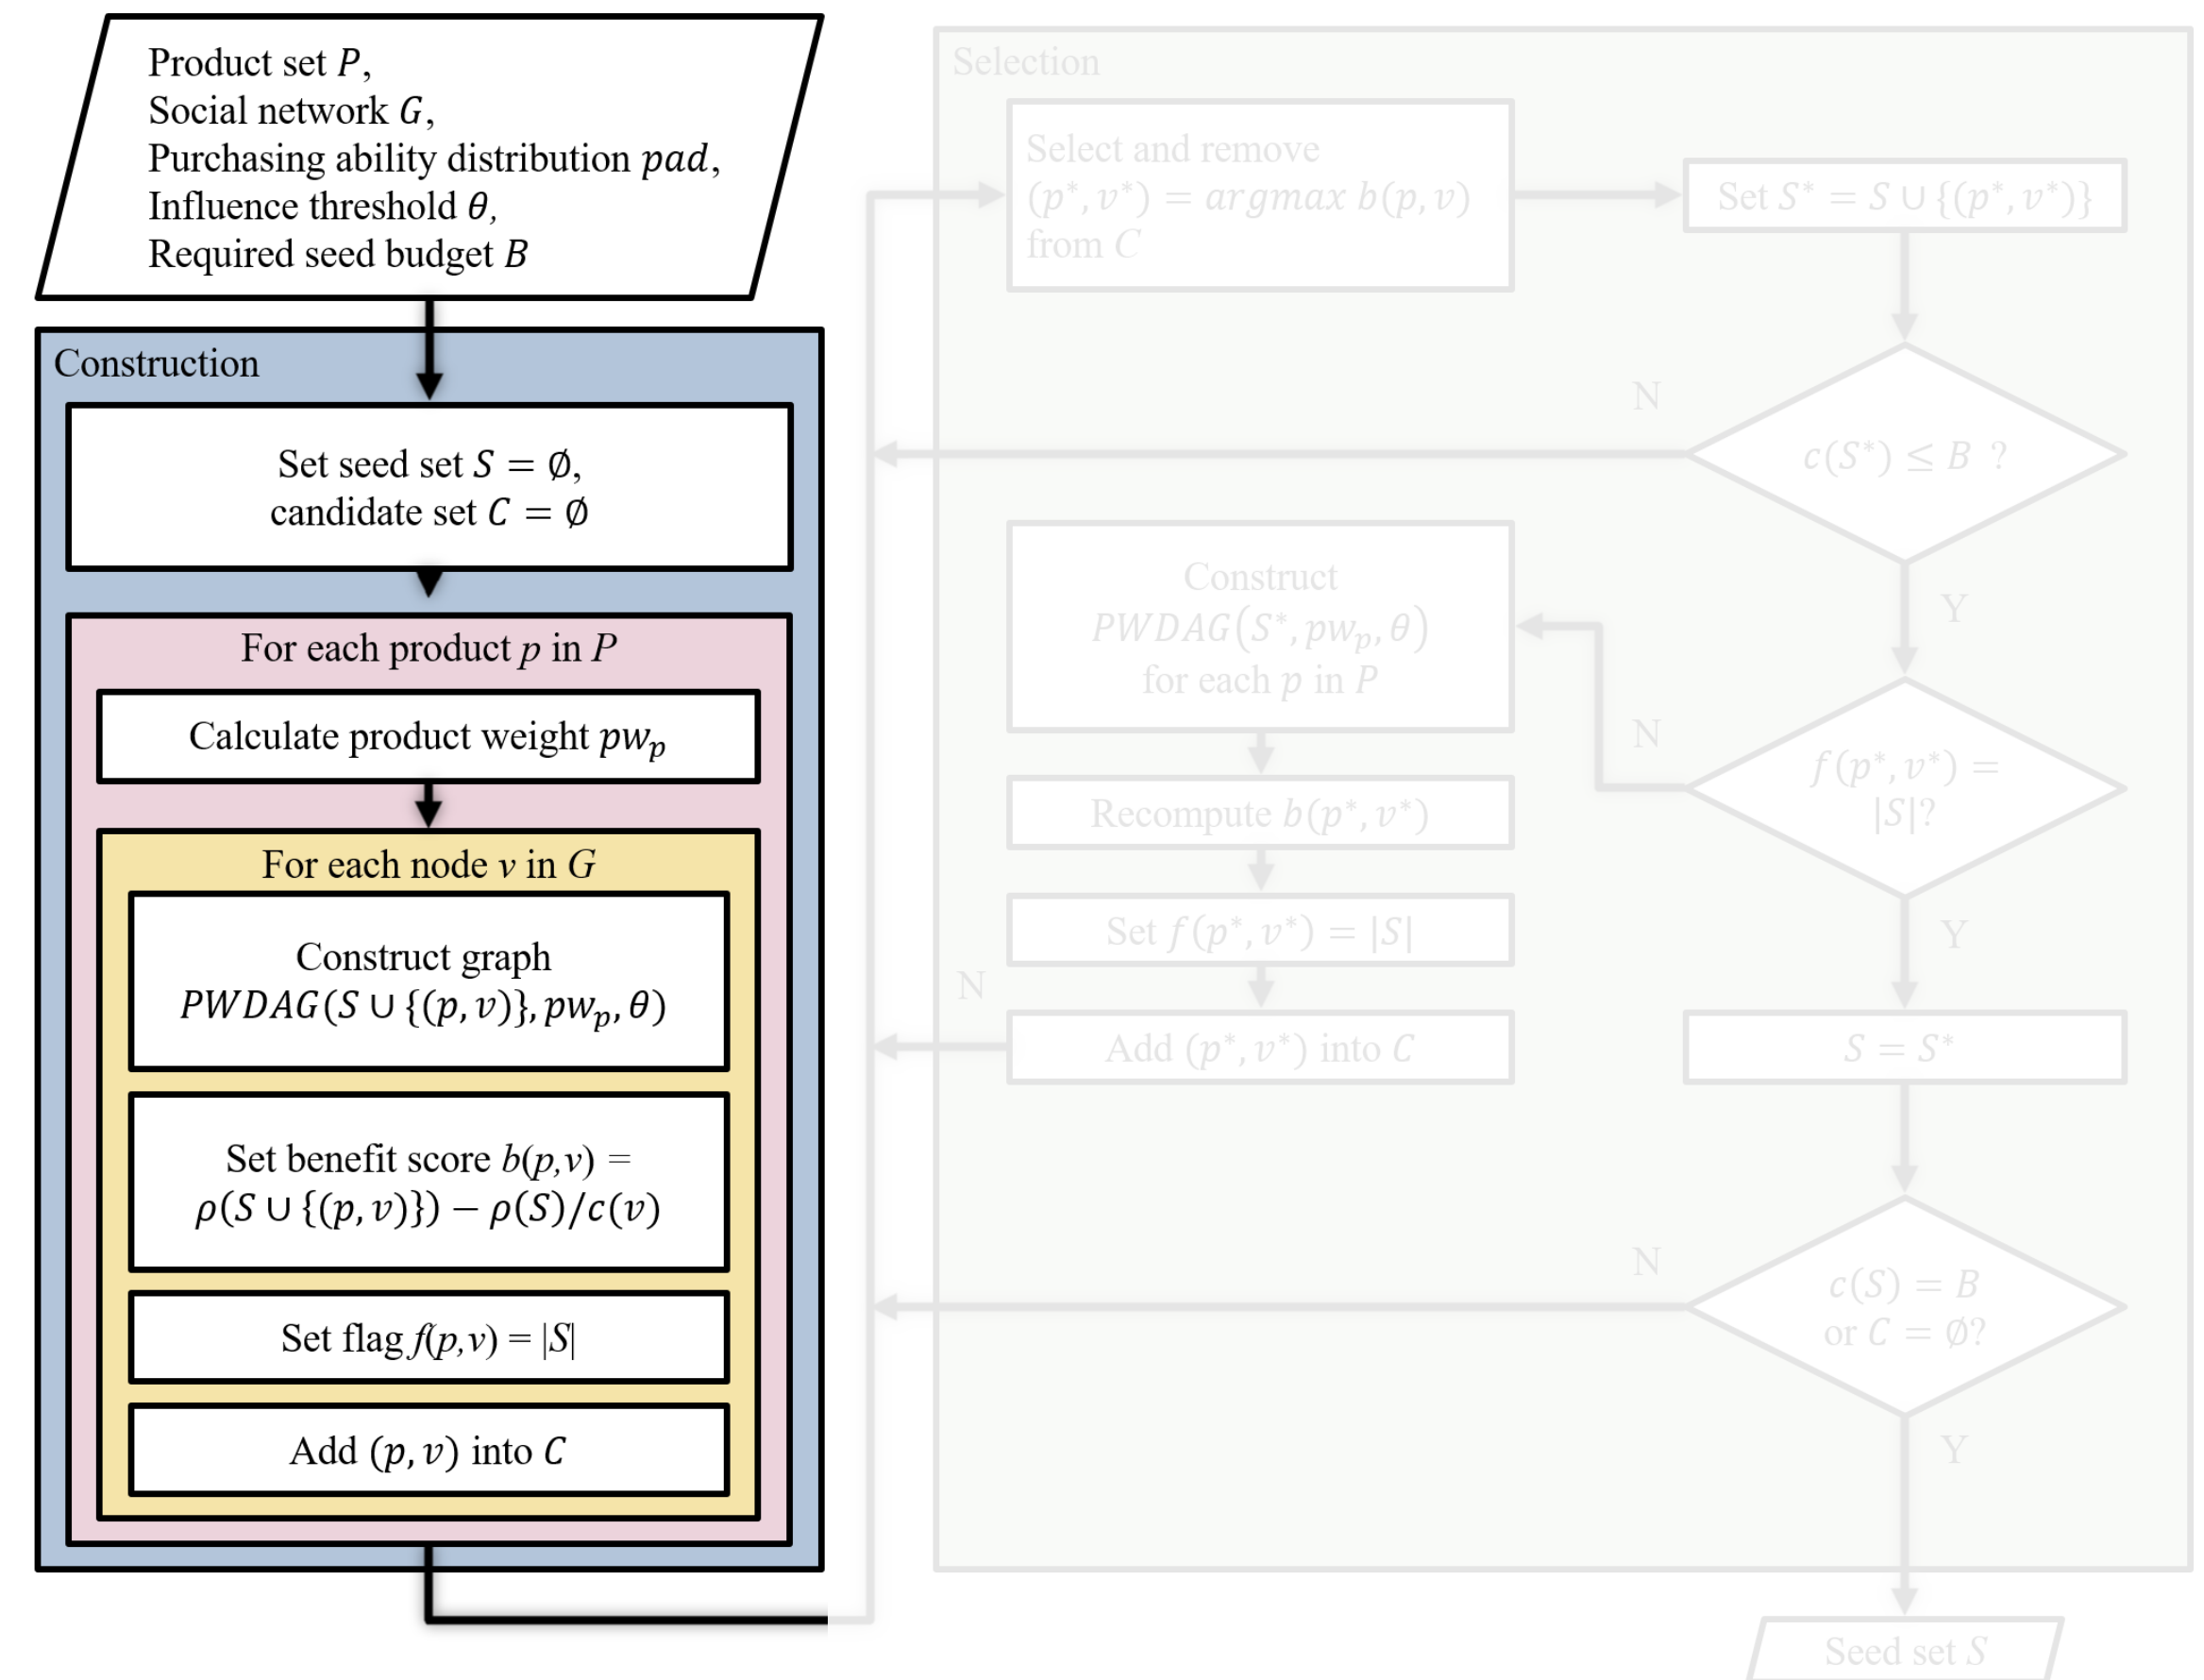 Product set P,
Social network G,
Purchasing ability distribution pad,
Influence threshold θ,
Required seed budget B
Construction
Set seed set S = ∅,
candidate set C = ∅
For each product p in P
Calculate product weight pwₚ
For each node v in G
Construct graph
PWDAG(S ∪ {(p, v)}, pwₚ, θ)
Set benefit score b(p,v) =
ρ(S ∪ {(p, v)}) − ρ(S)/c(v)
Set flag f(p,v) = |S|
Add (p, v) into C
Selection
Select and remove
(p*, v*) = argmax b(p, v)
from C
Set S* = S ∪ {(p*, v*)}
N
c(S*) ≤ B ?
Y
Construct
PWDAG(S*, pwₚ, θ)
for each p in P
N
f(p*, v*) =
|S|?
Recompute b(p*, v*)
Set f(p*, v*) = |S|
Y
N
Add (p*, v*) into C
S = S*
N
c(S) = B
or C = ∅?
Y
Seed set S